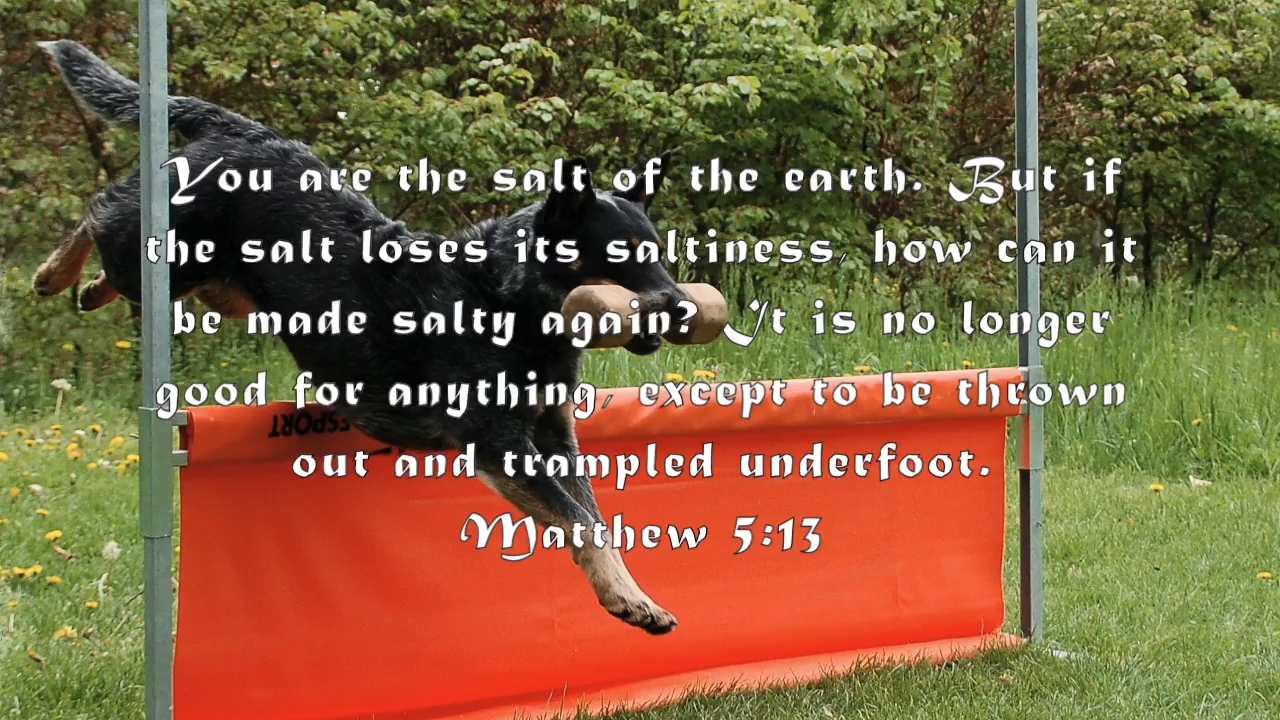 You are the salt of the earth. But if
the salt loses its saltiness, how can it
be made salty again? It is no longer
good for anything, except to be thrown
out and trampled underfoot.
Matthew 5:13